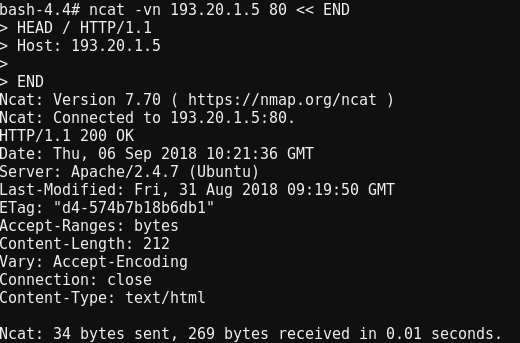 bash-4.4# ncat -vn 193.20.1.5 80 << END
> HEAD / HTTP/1.1
> Host: 193.20.1.5
>
> END
Ncat: Version 7.70 ( https://nmap.org/ncat )
Ncat: Connected to 193.20.1.5:80.
HTTP/1.1 200 OK
Date: Thu, 06 Sep 2018 10:21:36 GMT
Server: Apache/2.4.7 (Ubuntu)
Last-Modified: Fri, 31 Aug 2018 09:19:50 GMT
ETag: "d4-574b7b18b6db1"
Accept-Ranges: bytes
Content-Length: 212
Vary: Accept-Encoding
Connection: close
Content-Type: text/html

Ncat: 34 bytes sent, 269 bytes received in 0.01 seconds.